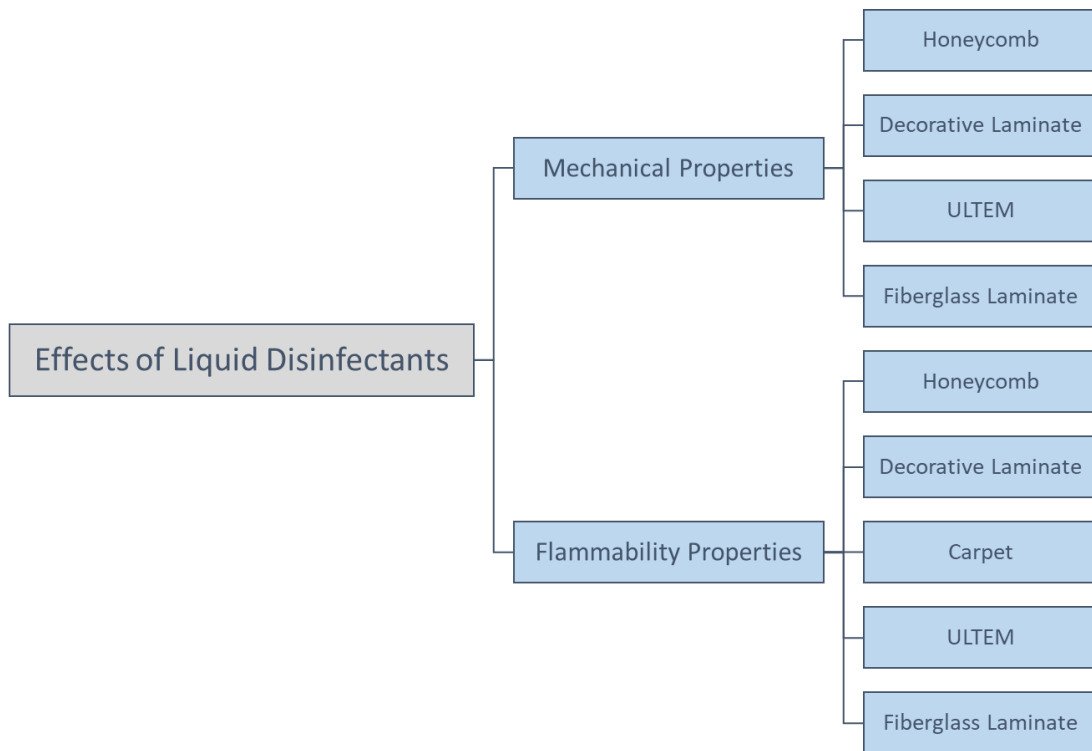 Effects of Liquid Disinfectants
Mechanical Properties
Honeycomb
Decorative Laminate
ULTEM
Fiberglass Laminate
Flammability Properties
Honeycomb
Decorative Laminate
Carpet
ULTEM
Fiberglass Laminate